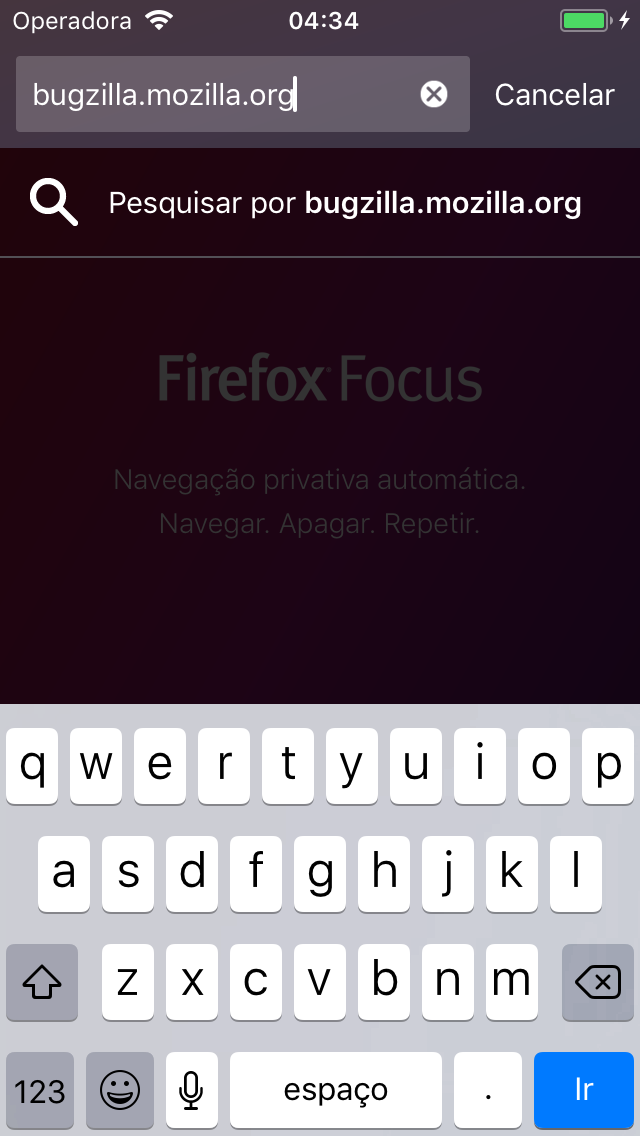 Operadora 04:34
bugzilla.mozilla.org Cancelar
Pesquisar por bugzilla.mozilla.org
Firefox Focus
Navegação privativa automática.
Navegar. Apagar. Repetir.
q w e r t y u i o p
a s d f g h j k l
z x c v b n m
123 espaço . Ir